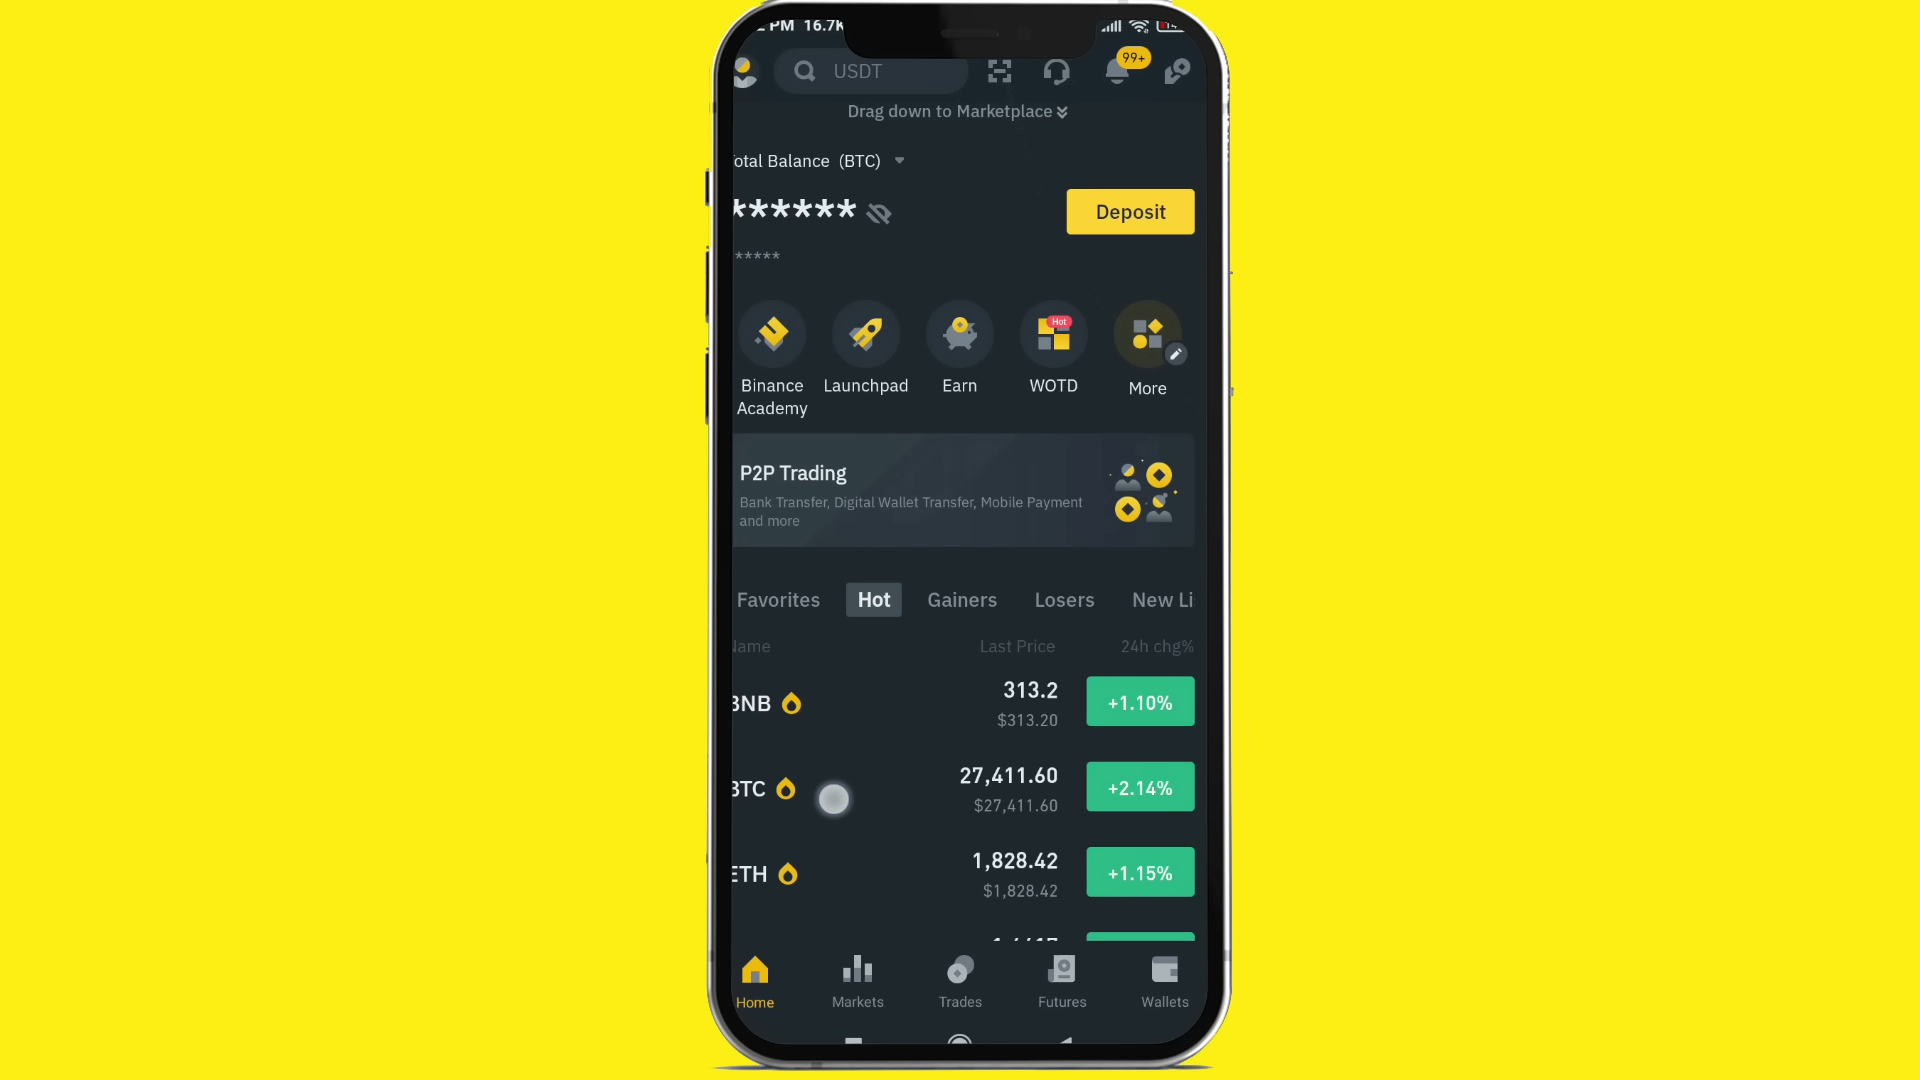 PM 16.7K
USDT
99+
Drag down to Marketplace
otal Balance (BTC)
******
Deposit
*****
Hot
Binance Academy
Launchpad
Earn
WOTD
More
P2P Trading
Bank Transfer, Digital Wallet Transfer, Mobile Payment
and more
Favorites Hot Gainers Losers New Li
Name Last Price 24h chg%
BNB 313.2 +1.10%
$313.20
BTC 27,411.60 +2.14%
$27,411.60
ETH 1,828.42 +1.15%
$1,828.42
Home Markets Trades Futures Wallets